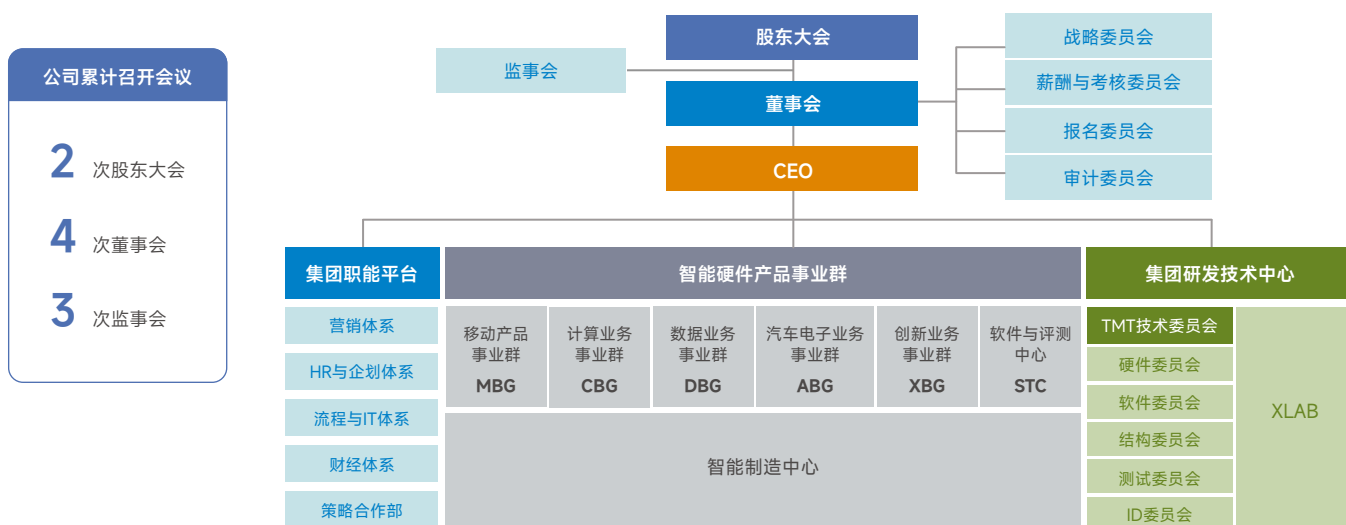 公司累计召开会议
2 次股东大会
4 次董事会
3 次监事会
股东大会
监事会
董事会
CEO
战略委员会
薪酬与考核委员会
报名委员会
审计委员会
集团职能平台
营销体系
HR与企划体系
流程与IT体系
财经体系
策略合作部
智能硬件产品事业群
移动产品
事业群
MBG
计算业务
事业群
CBG
数据业务
事业群
DBG
汽车电子业务
事业群
ABG
创新业务
事业群
XBG
软件与评测
中心
STC
智能制造中心
集团研发技术中心
TMT技术委员会
硬件委员会
软件委员会
结构委员会
测试委员会
ID委员会
XLAB